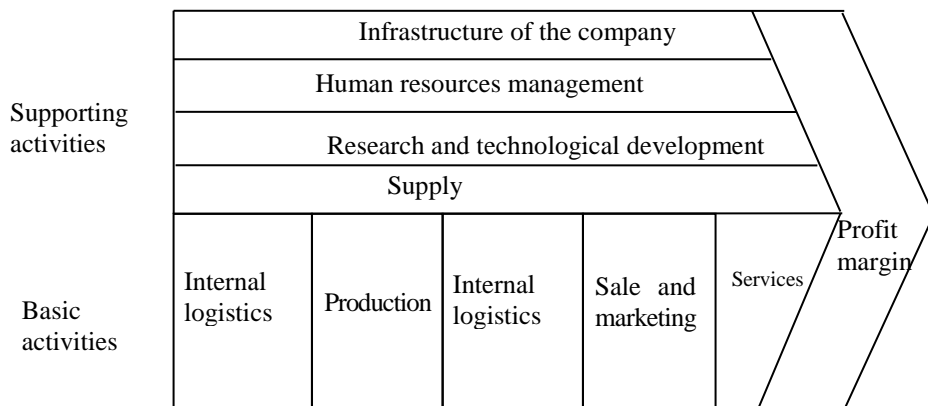 Infrastructure of the company
Human resources management
Supporting
activities
Research and technological development
Supply
Profit
margin
Internal
logistics
Production
Internal
logistics
Sale and
marketing
Services
Basic
activities